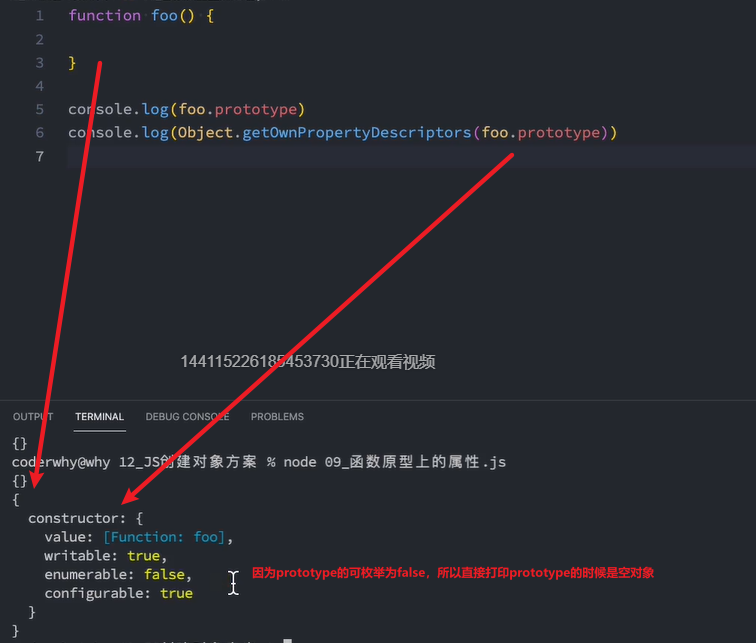 1 function foo() {
2
3 }
4
5 console.log(foo.prototype)
6 console.log(Object.getOwnPropertyDescriptors(foo.prototype))
7
144115226185453730正在观看视频
OUTPUT TERMINAL DEBUG CONSOLE PROBLEMS
{}
coderwhy@why 12_JS创建对象方案 % node 09_函数原型上的属性.js
{}
{
constructor: {
value: [Function: foo],
writable: true,
enumerable: false,
因为prototype的可枚举为false，所以直接打印prototype的时候是空对象
configurable: true
}
}